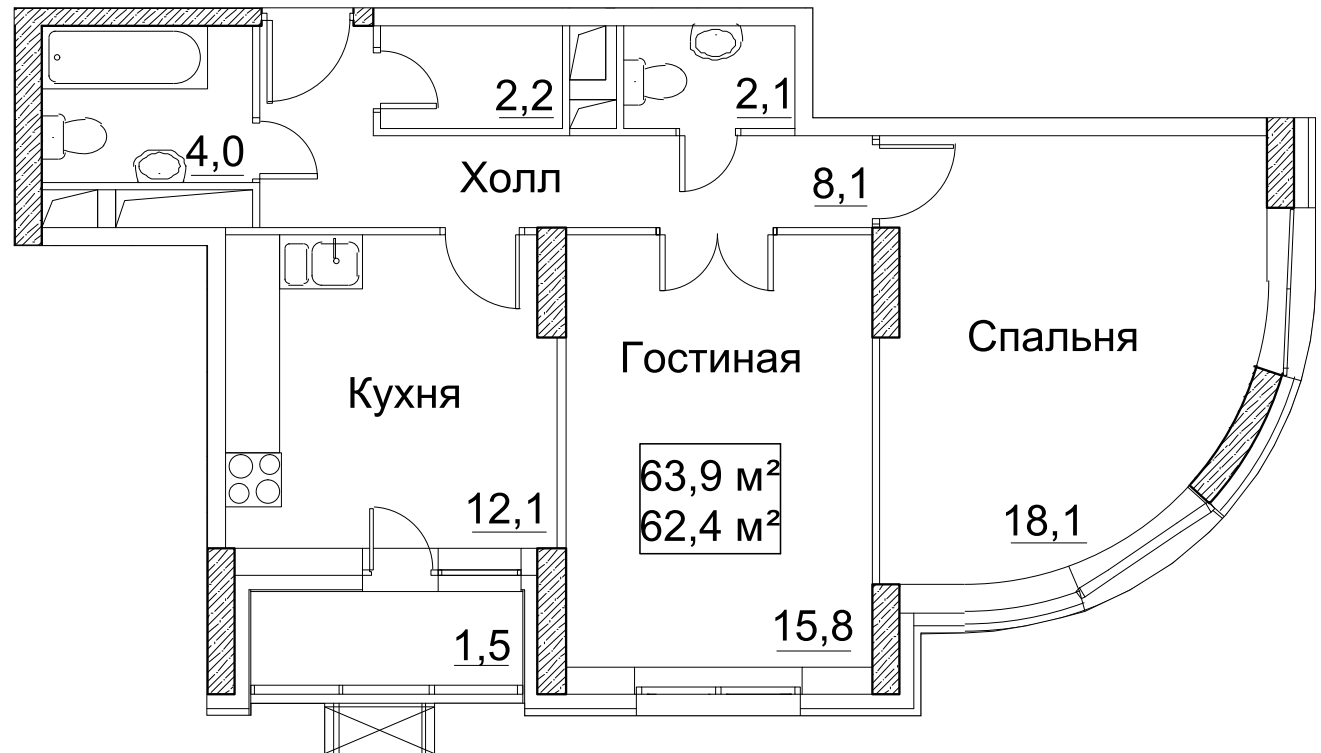 2,2
2,1
4,0
Холл
8,1
Спальня
Гостиная
Кухня
63,9 м²
62,4 м²
12,1
18,1
15,8
1,5